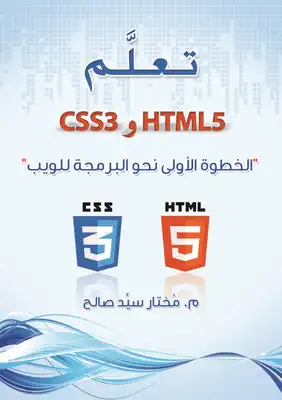 تعلَّم
HTML5 و CSS3
"الخطوة الأولى نحو البرمجة للويب"
CSS HTML
3 5
م. مُختار سيِّد صالح